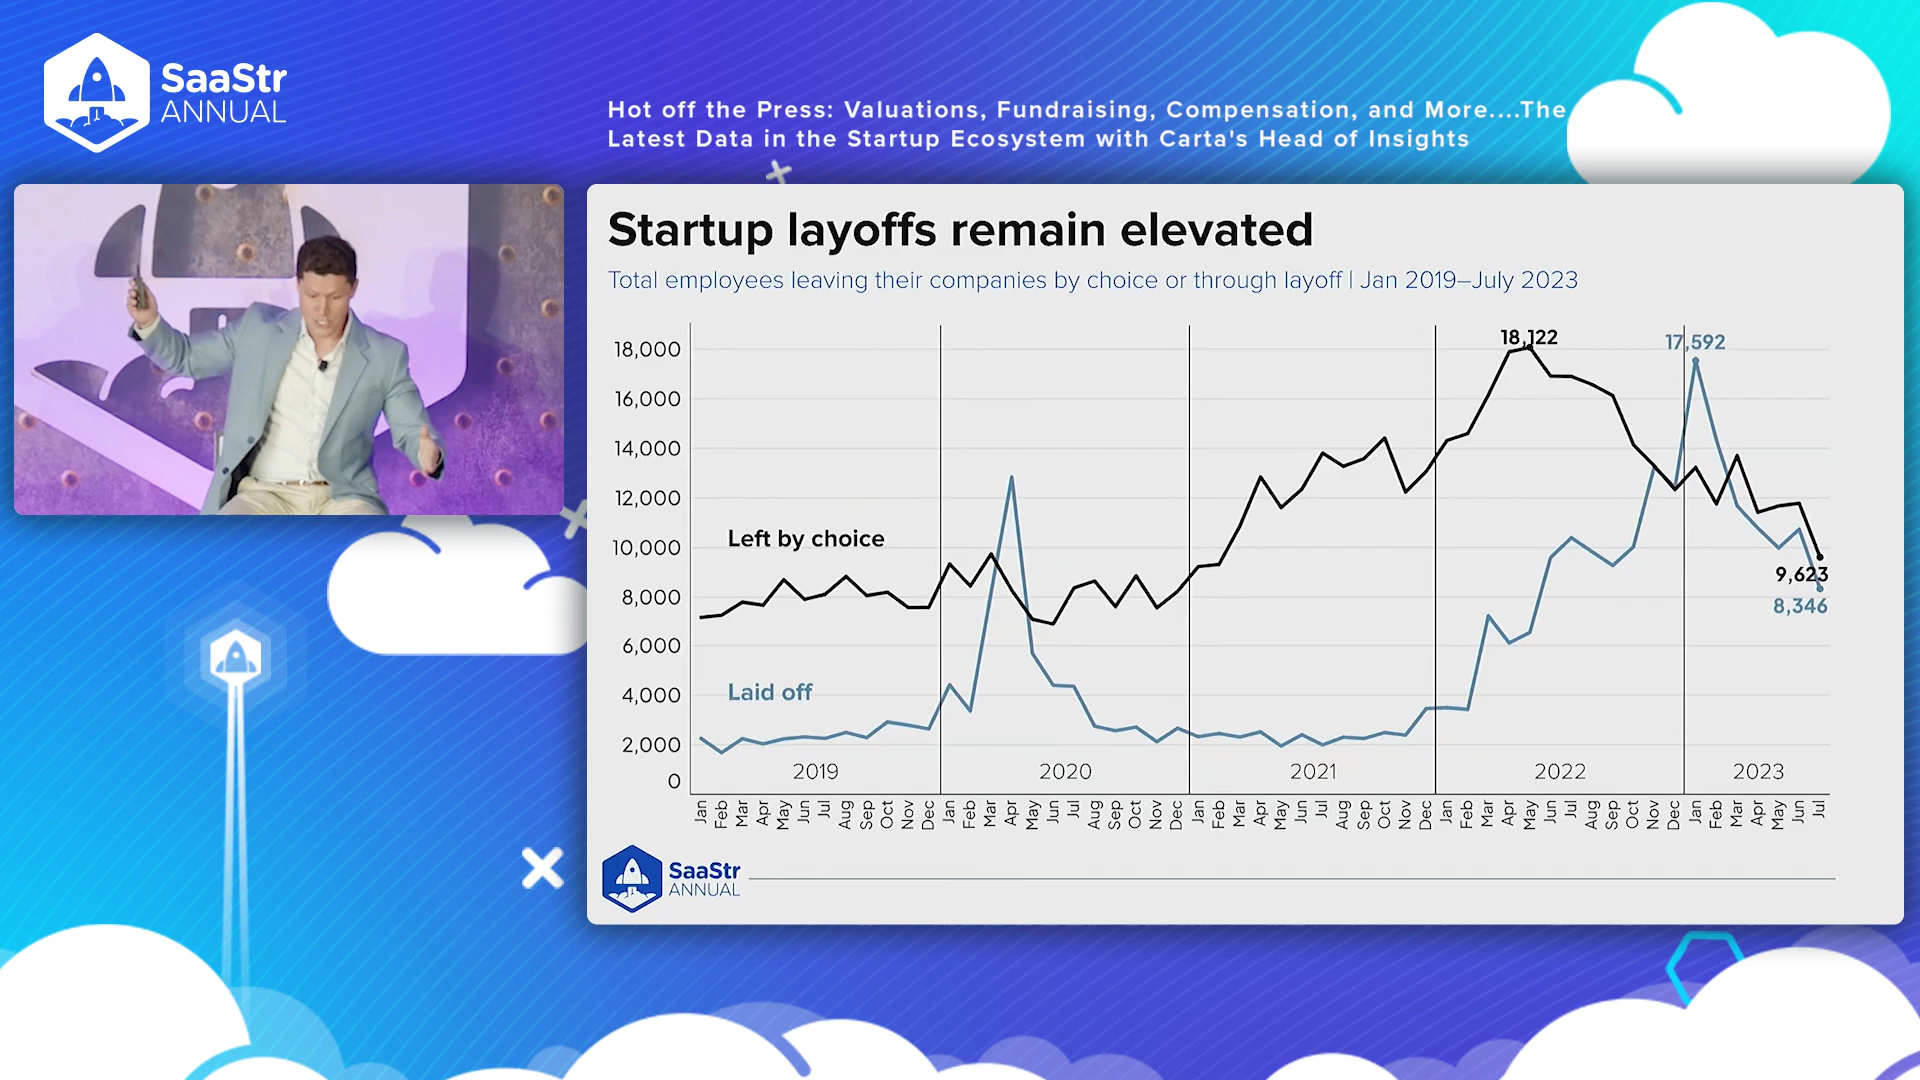 SaaStr
ANNUAL
Hot off the Press: Valuations, Fundraising, Compensation, and More....The
Latest Data in the Startup Ecosystem with Carta's Head of Insights
Startup layoffs remain elevated
Total employees leaving their companies by choice or through layoff | Jan 2019–July 2023
18,000
16,000
14,000
12,000
10,000
8,000
6,000
4,000
2,000
0
18,122
17,592
Left by choice
9,623
8,346
Laid off
2019 2020 2021 2022 2023
Jan Feb Mar Apr May Jun Jul Aug Sep Oct Nov Dec Jan Feb Mar Apr May Jun Jul Aug Sep Oct Nov Dec Jan Feb Mar Apr May Jun Jul Aug Sep Oct Nov Dec Jan Feb Mar Apr May Jun Jul Aug Sep Oct Nov Dec Jan Feb Mar Apr May Jun Jul
SaaStr
ANNUAL